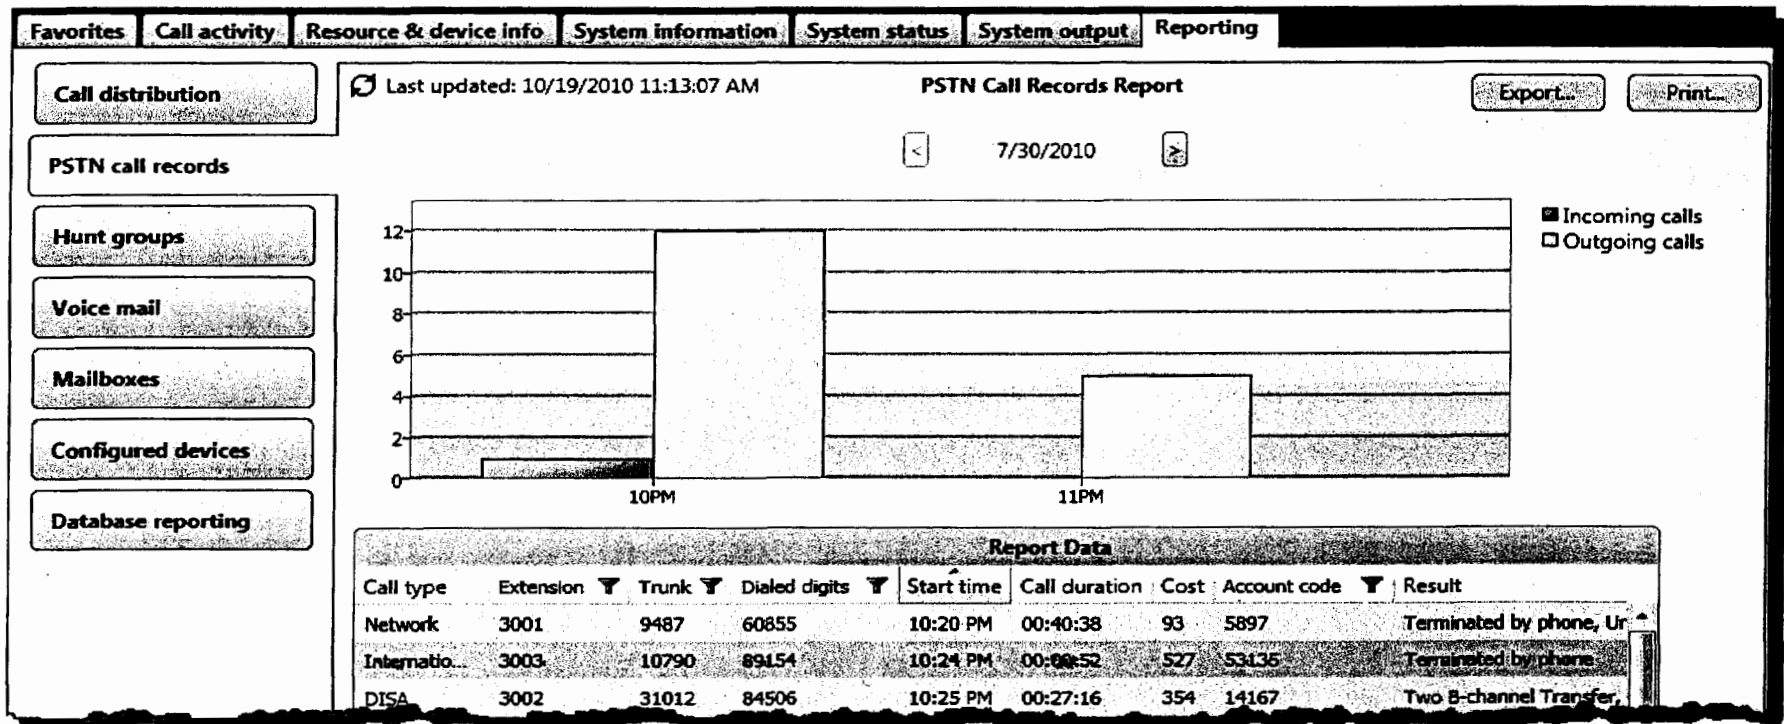 Favorites Call activity Resource & device info System information System status System output Reporting
Call distribution
PSTN call records
Hunt groups
Voice mail
Mailboxes
Configured devices
Database reporting
Last updated: 10/19/2010 11:13:07 AM PSTN Call Records Report Export... Print...
< 7/30/2010 >
Incoming calls
Outgoing calls
12
10
8
6
4
2
0
10PM 11PM
Report Data
Call type Extension Trunk Dialed digits Start time Call duration Cost Account code Result
Network 3001 9487 60855 10:20 PM 00:40:38 93 5897 Terminated by phone, Ur
Internatio... 3003 10790 89154 10:24 PM 527 53135 Terminated by phone
DISA 3002 31012 84506 10:25 PM 00:27:16 354 14167 Two B-channel Transfer,